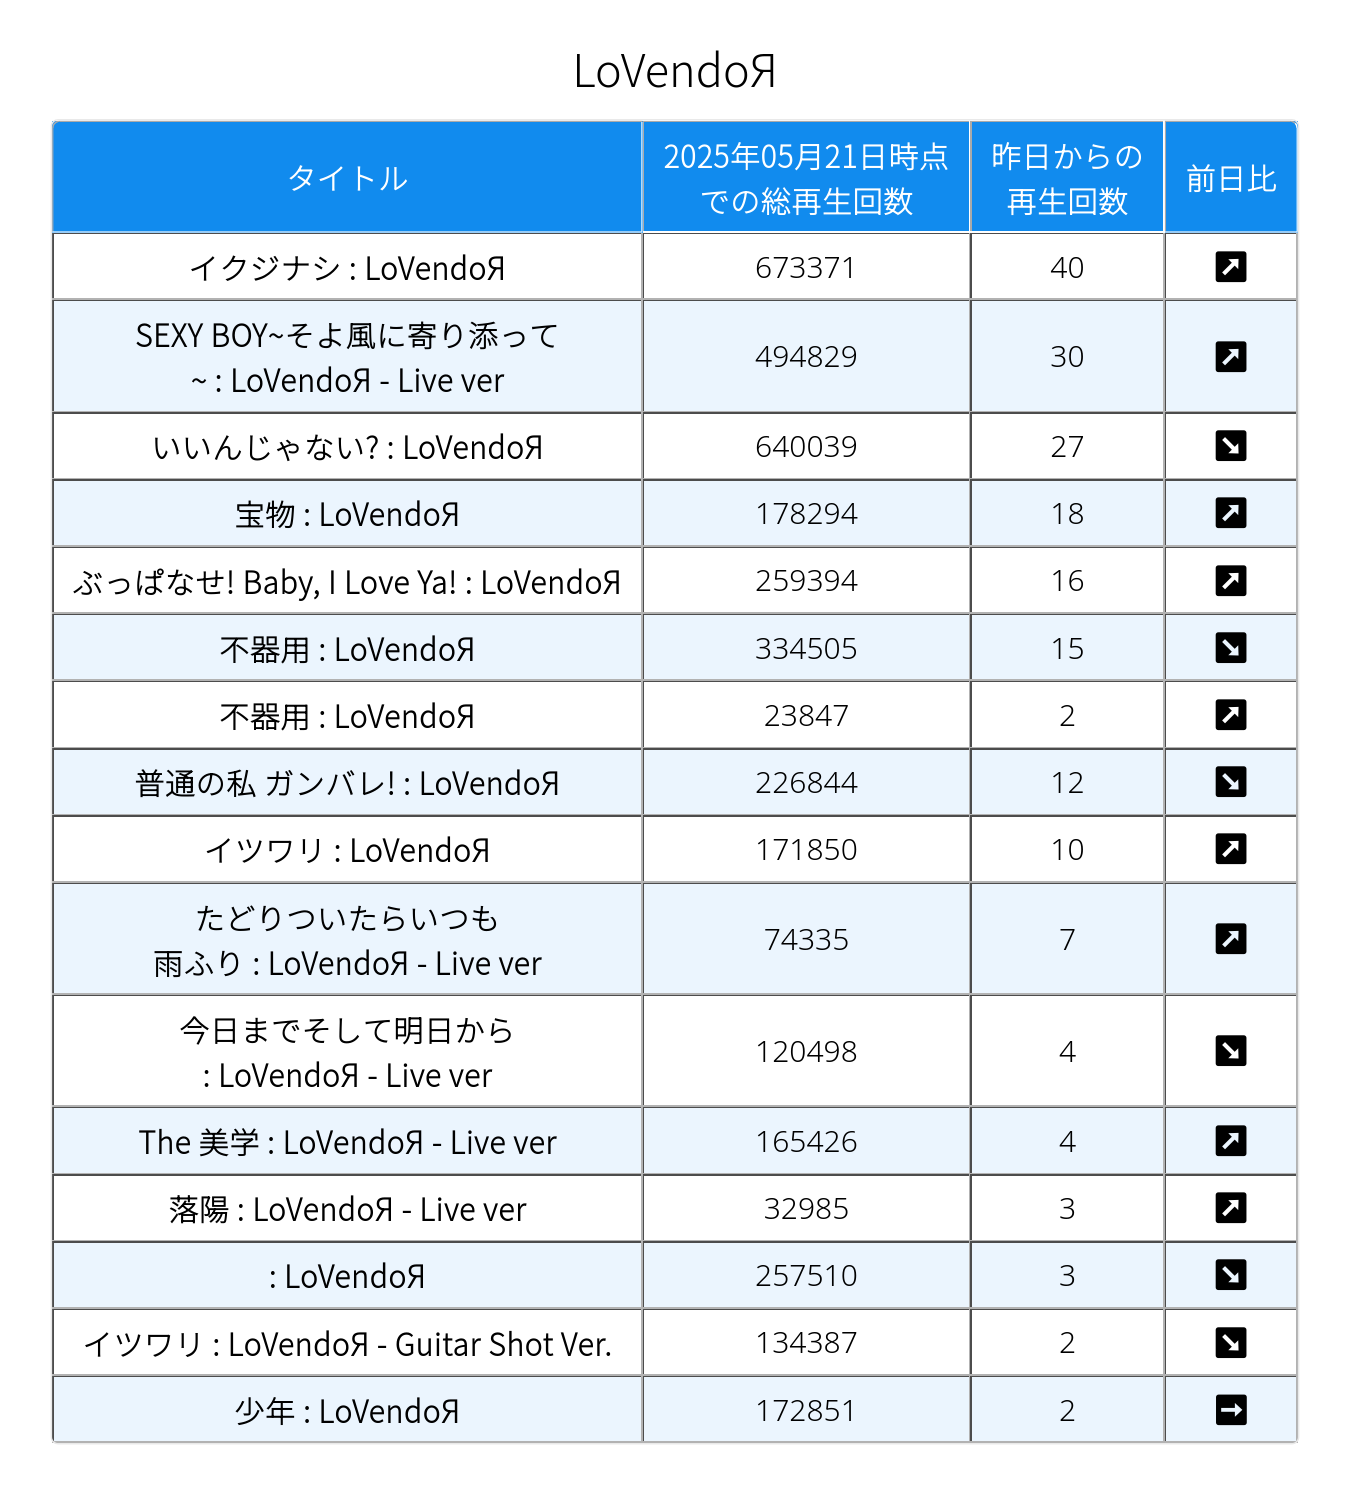 LoVendoЯ
タイトル
2025年05月21日時点
での総再生回数
昨日からの
再生回数
前日比
イクジナシ : LoVendoЯ
673371
40
SEXY BOY~そよ風に寄り添って
~ : LoVendoЯ - Live ver
494829
30
いいんじゃない? : LoVendoЯ
640039
27
宝物 : LoVendoЯ
178294
18
ぶっぱなせ! Baby, I Love Ya! : LoVendoЯ
259394
16
不器用 : LoVendoЯ
334505
15
不器用 : LoVendoЯ
23847
2
普通の私 ガンバレ! : LoVendoЯ
226844
12
イツワリ : LoVendoЯ
171850
10
たどりついたらいつも
雨ふり : LoVendoЯ - Live ver
74335
7
今日までそして明日から
: LoVendoЯ - Live ver
120498
4
The 美学 : LoVendoЯ - Live ver
165426
4
落陽 : LoVendoЯ - Live ver
32985
3
: LoVendoЯ
257510
3
イツワリ : LoVendoЯ - Guitar Shot Ver.
134387
2
少年 : LoVendoЯ
172851
2